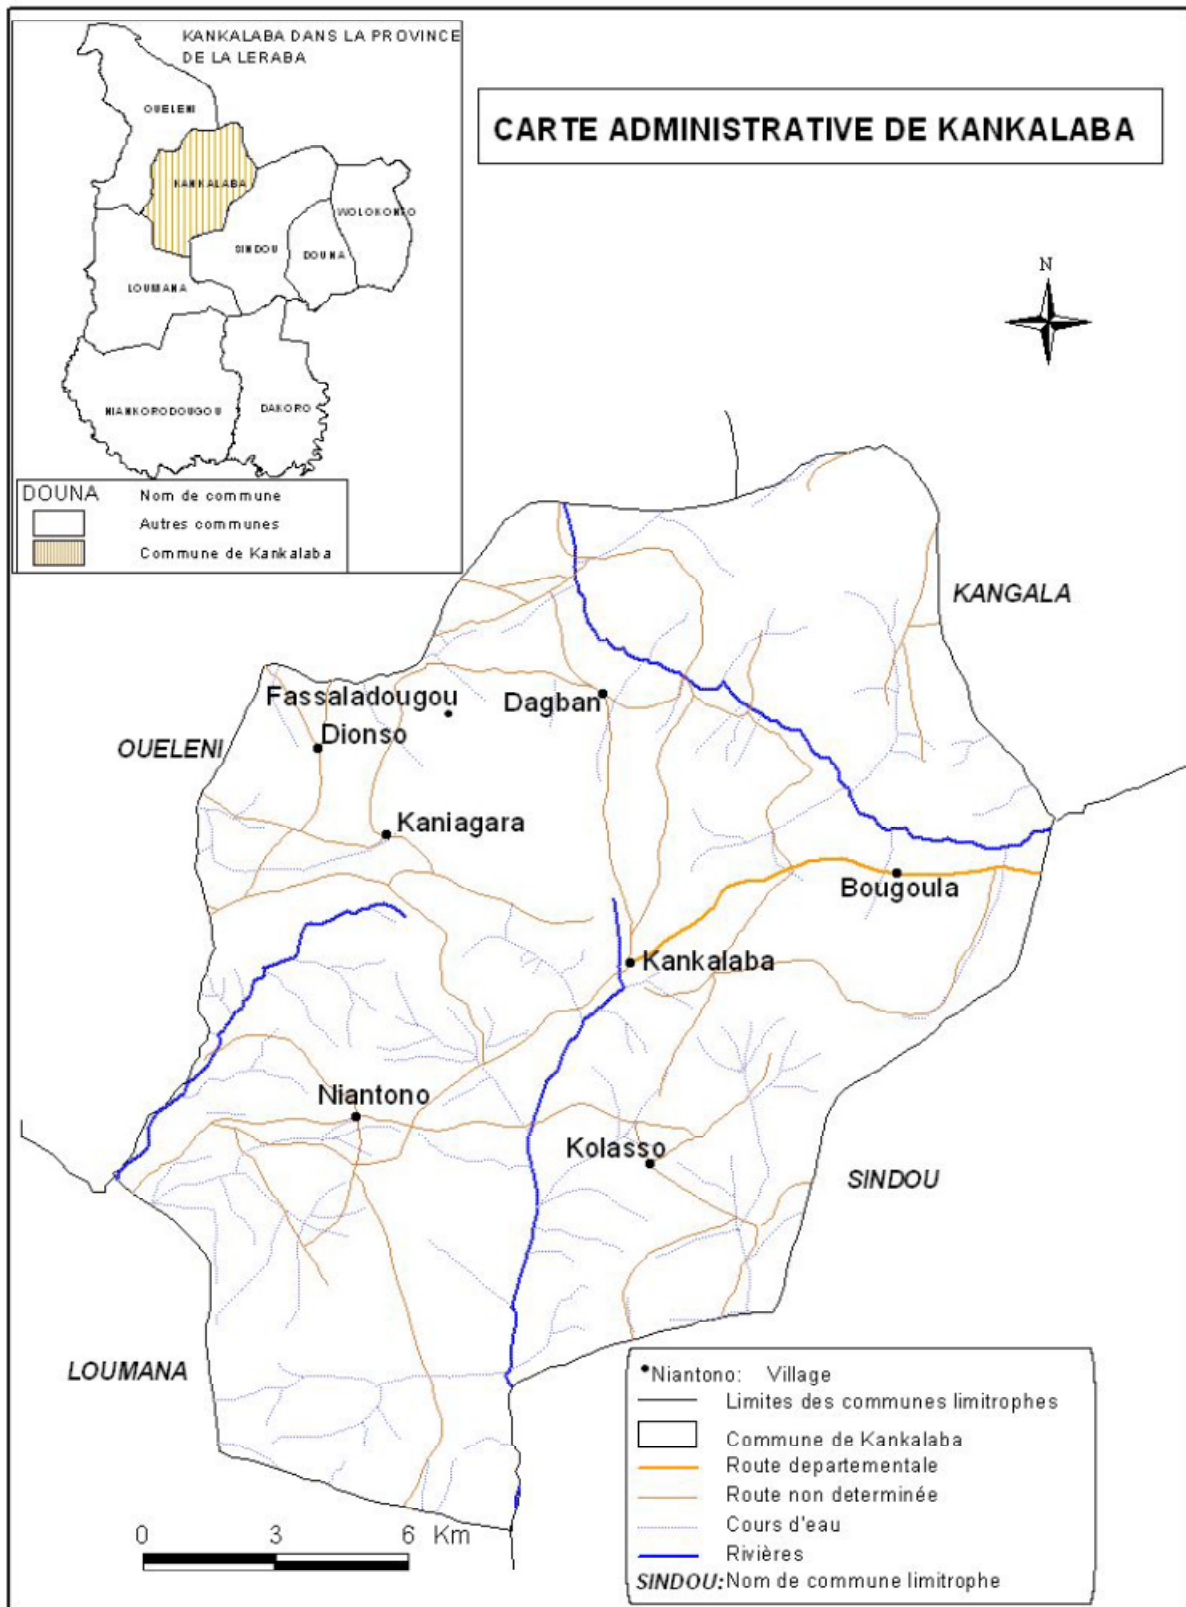 KANKALABA DANS LA PROVINCE
DE LA LERABA
OUELENI
KANKALABA
WOLOKONTO
SINDOU
DOUNA
LOUMANA
NIANKORODOUGOU
DAKORO
DOUNA Nom de commune
Autres communes
Commune de Kankalaba
CARTE ADMINISTRATIVE DE KANKALABA
N
KANGALA
Fassaladougou
Dagban
OUELENI
Dionso
Kaniagara
Bougoula
Kankalaba
Niantono
Kolasso
SINDOU
LOUMANA
Niantono: Village
Limites des communes limitrophes
Commune de Kankalaba
Route departementale
Route non determinée
Cours d'eau
Rivières
SINDOU: Nom de commune limitrophe
0 3 6 Km